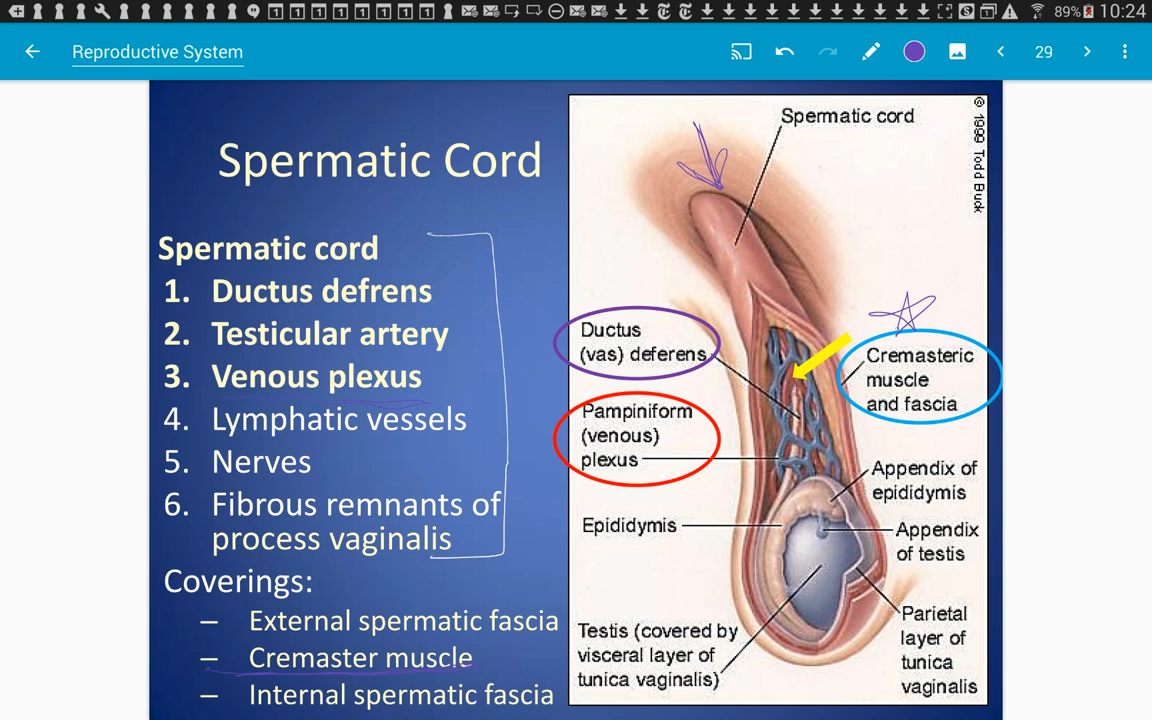 89% 10:24
Reproductive System
29
Spermatic Cord
Spermatic cord
1. Ductus defrens
2. Testicular artery
3. Venous plexus
4. Lymphatic vessels
5. Nerves
6. Fibrous remnants of
process vaginalis
Coverings:
– External spermatic fascia
– Cremaster muscle
– Internal spermatic fascia
© 1999 Todd Buck
Spermatic cord
Ductus
(vas) deferens
Cremasteric
muscle
and fascia
Pampiniform
(venous)
plexus
Appendix of
epididymis
Epididymis
Appendix
of testis
Testis (covered by
visceral layer of
tunica vaginalis)
Parietal
layer of
tunica
vaginalis